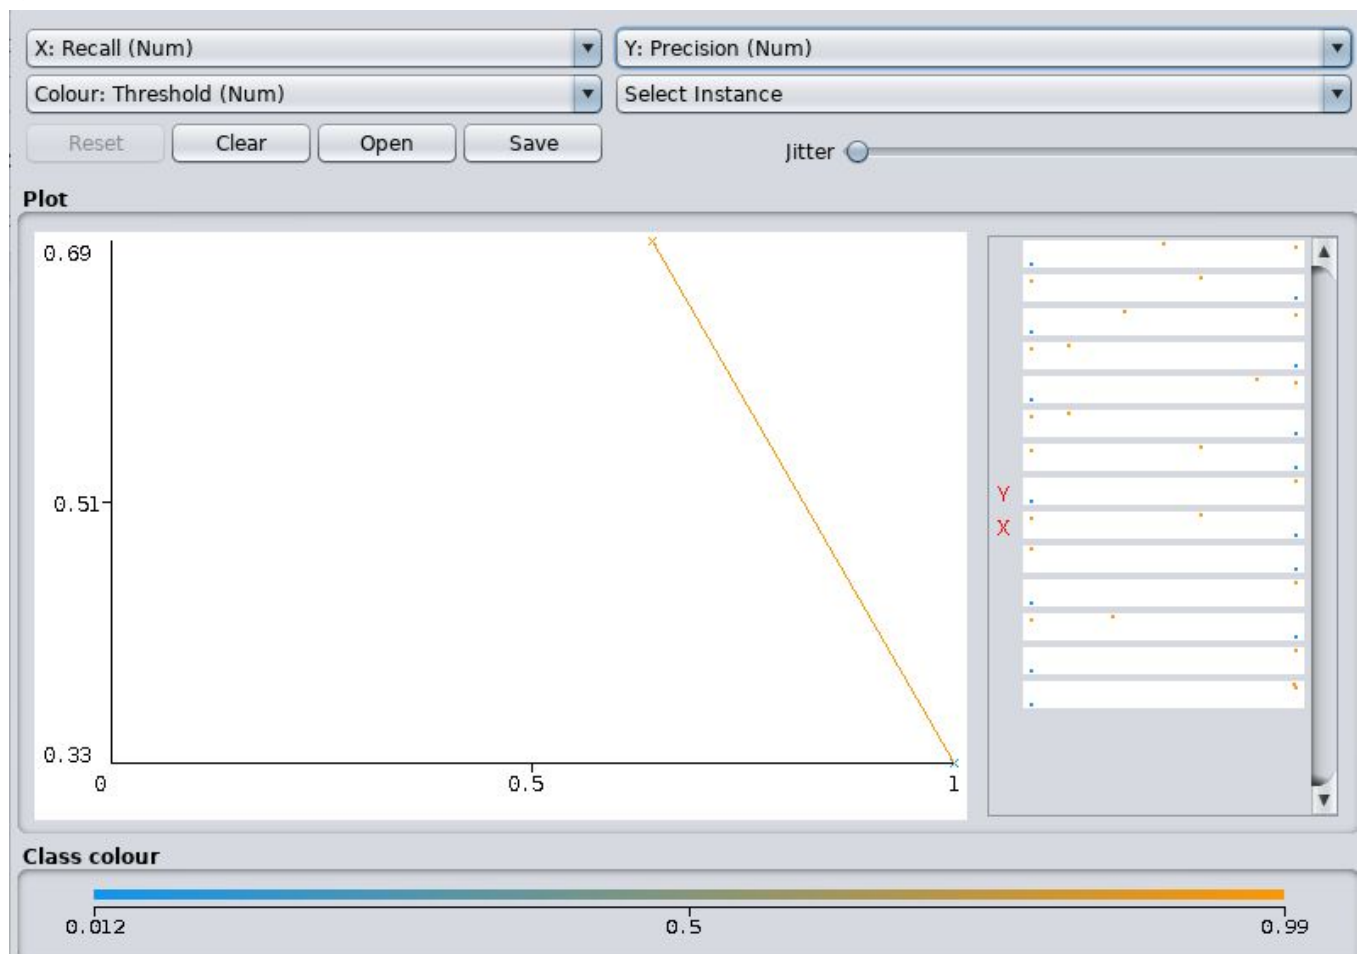 X: Recall (Num) Y: Precision (Num)
Colour: Threshold (Num) Select Instance
Reset Clear Open Save Jitter
Plot
0.69
0.51
0.33
0 0.5 1
Y
X
Class colour
0.012 0.5 0.99